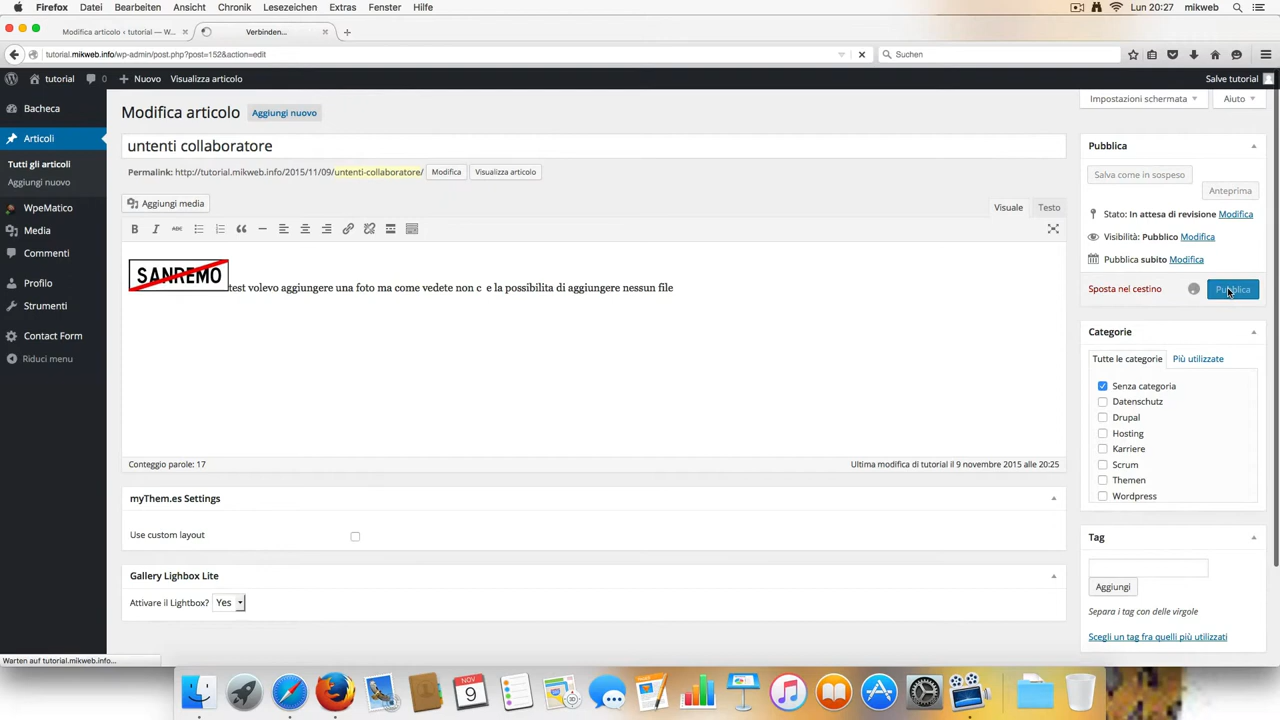 Firefox Datei Bearbeiten Ansicht Chronik Lesezeichen Extras Fenster Hilfe Lun 20:27 mikweb
Modifica articolo ‹ tutorial — W... Verbinden...
tutorial.mikweb.info/wp-admin/post.php?post=152&action=edit Suchen
tutorial 0 Nuovo Visualizza articolo Salve tutorial
Impostazioni schermata Aiuto
Bacheca
Articoli
Tutti gli articoli
Aggiungi nuovo
WpeMatico
Media
Commenti
Profilo
Strumenti
Contact Form
Riduci menu
Modifica articolo Aggiungi nuovo
untenti collaboratore
Permalink: http://tutorial.mikweb.info/2015/11/09/untenti-collaboratore/ Modifica Visualizza articolo
Aggiungi media Visuale Testo
B I ABC
SANREMO
test volevo aggiungere una foto ma come vedete non c e la possibilita di aggiungere nessun file
Conteggio parole: 17 Ultima modifica di tutorial il 9 novembre 2015 alle 20:25
myThem.es Settings
Use custom layout
Gallery Lighbox Lite
Attivare il Lightbox? Yes
Pubblica
Salva come in sospeso
Anteprima
Stato: In attesa di revisione Modifica
Visibilità: Pubblico Modifica
Pubblica subito Modifica
Sposta nel cestino Pubblica
Categorie
Tutte le categorie Più utilizzate
Senza categoria
Datenschutz
Drupal
Hosting
Karriere
Scrum
Themen
Wordpress
Tag
Aggiungi
Separa i tag con delle virgole
Scegli un tag fra quelli più utilizzati
Warten auf tutorial.mikweb.info...
NOV
9